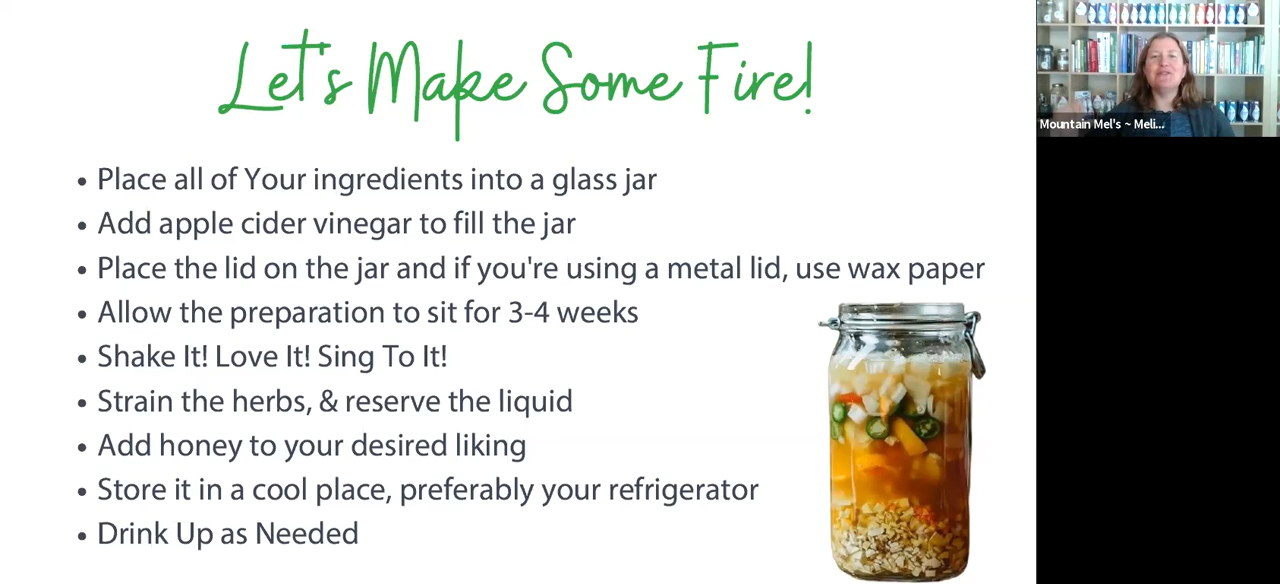 Let's Make Some Fire!
• Place all of Your ingredients into a glass jar
• Add apple cider vinegar to fill the jar
• Place the lid on the jar and if you're using a metal lid, use wax paper
• Allow the preparation to sit for 3-4 weeks
• Shake It! Love It! Sing To It!
• Strain the herbs, & reserve the liquid
• Add honey to your desired liking
• Store it in a cool place, preferably your refrigerator
• Drink Up as Needed
Mountain Mel's ~ Meli...